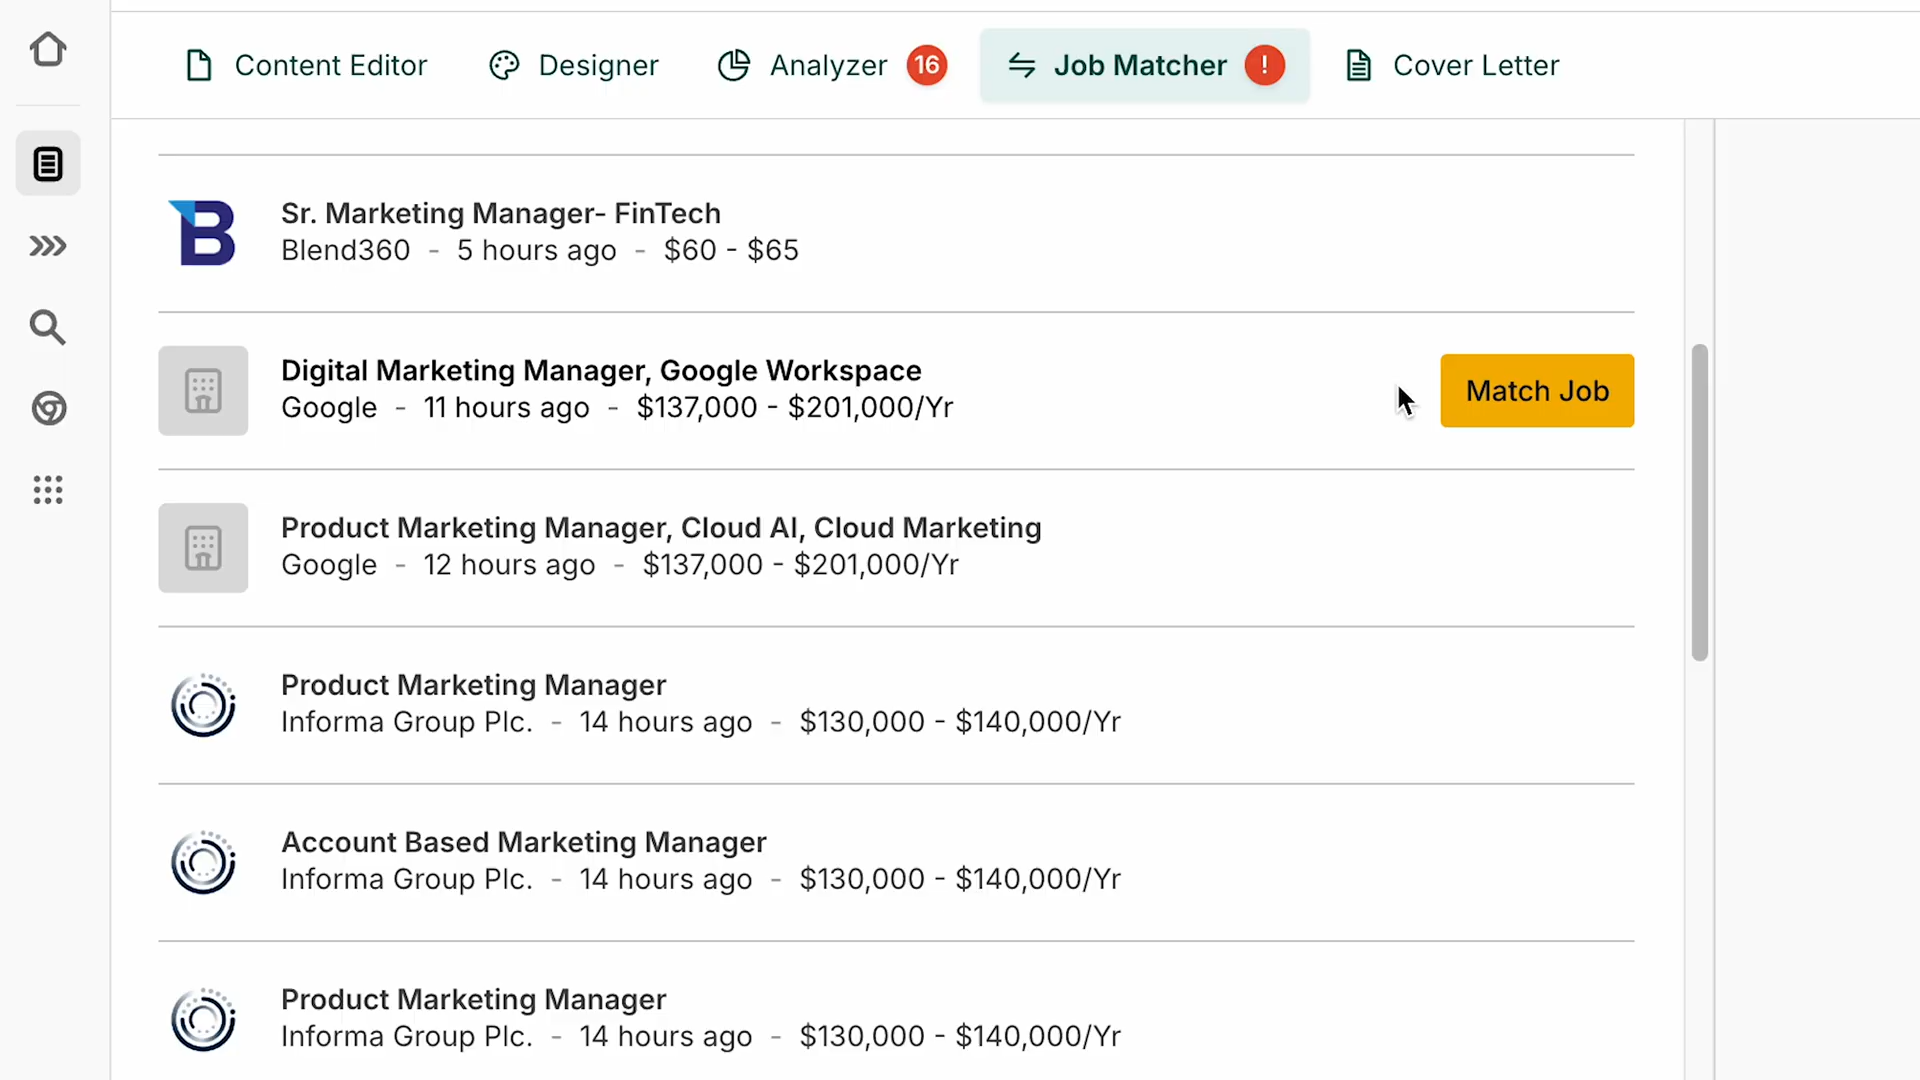 Content Editor
Designer
Analyzer 16
Job Matcher !
Cover Letter
B
Sr. Marketing Manager- FinTech
Blend360 - 5 hours ago - $60 - $65
Digital Marketing Manager, Google Workspace
Google - 11 hours ago - $137,000 - $201,000/Yr
Match Job
Product Marketing Manager, Cloud AI, Cloud Marketing
Google - 12 hours ago - $137,000 - $201,000/Yr
Product Marketing Manager
Informa Group Plc. - 14 hours ago - $130,000 - $140,000/Yr
Account Based Marketing Manager
Informa Group Plc. - 14 hours ago - $130,000 - $140,000/Yr
Product Marketing Manager
Informa Group Plc. - 14 hours ago - $130,000 - $140,000/Yr